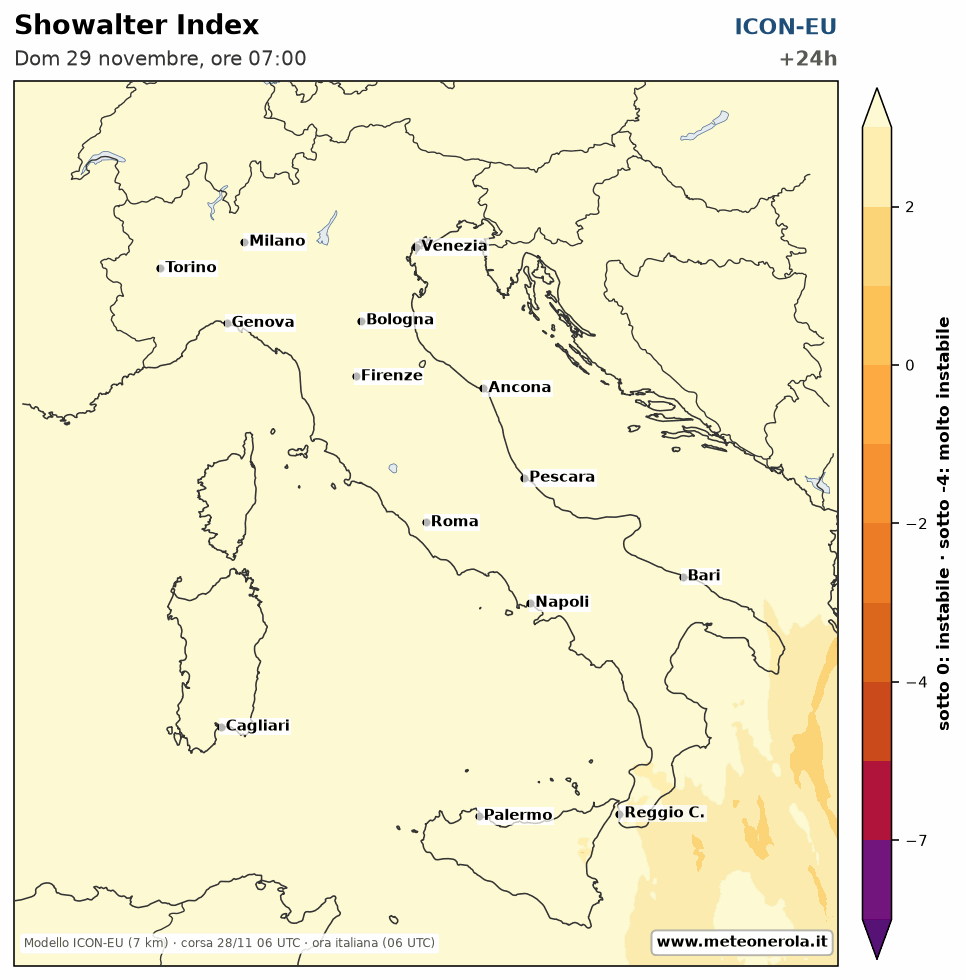 Showalter Index
ICON-EU
Dom 29 novembre, ore 07:00
+24h
Milano
Venezia
Torino
Genova
Bologna
Firenze
Ancona
Pescara
Roma
Bari
Napoli
Cagliari
Palermo
Reggio C.
2
0
−2
−4
−7
sotto 0: instabile · sotto -4: molto instabile
Modello ICON-EU (7 km) · corsa 28/11 06 UTC · ora italiana (06 UTC)
www.meteonerola.it